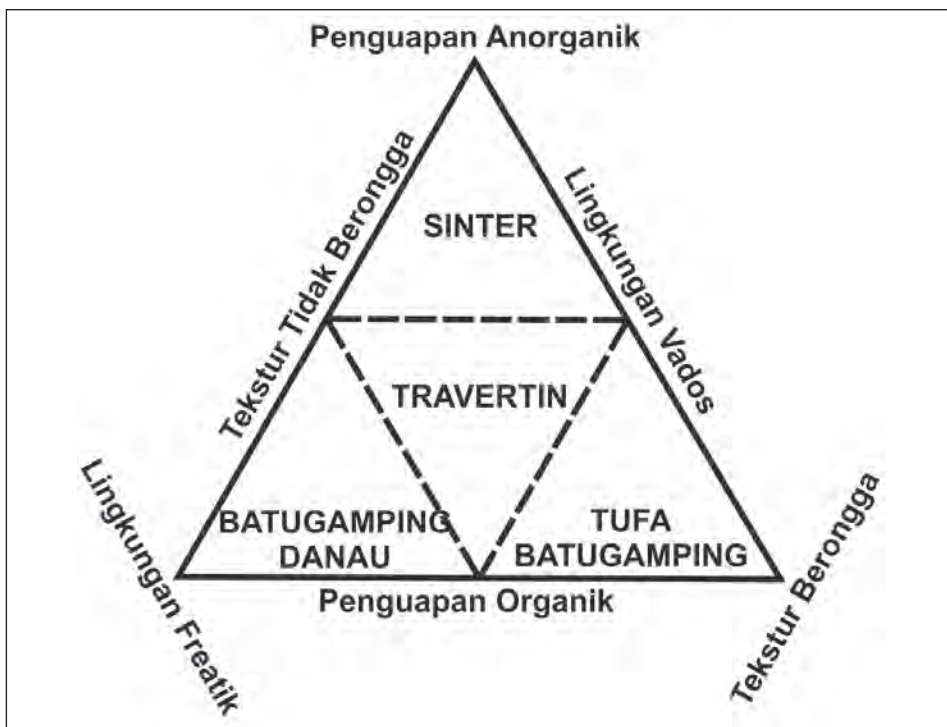 Penguapan Anorganik
Tekstur Tidak Berongga
Lingkungan Vados
SINTER
TRAVERTIN
BATUGAMPING
DANAU
TUFA
BATUGAMPING
Penguapan Organik
Lingkungan Freatik
Tekstur Berongga